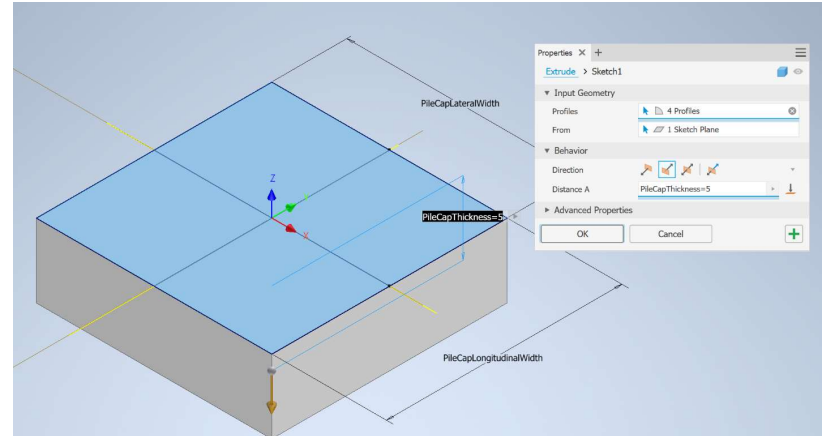 Properties × +
Extrude > Sketch1
Input Geometry
Profiles 4 Profiles
From 1 Sketch Plane
Behavior
Direction
Distance A PileCapThickness=5
Advanced Properties
OK Cancel
PileCapLateralWidth
Z
X
PileCapThickness=5
PileCapLongitudinalWidth